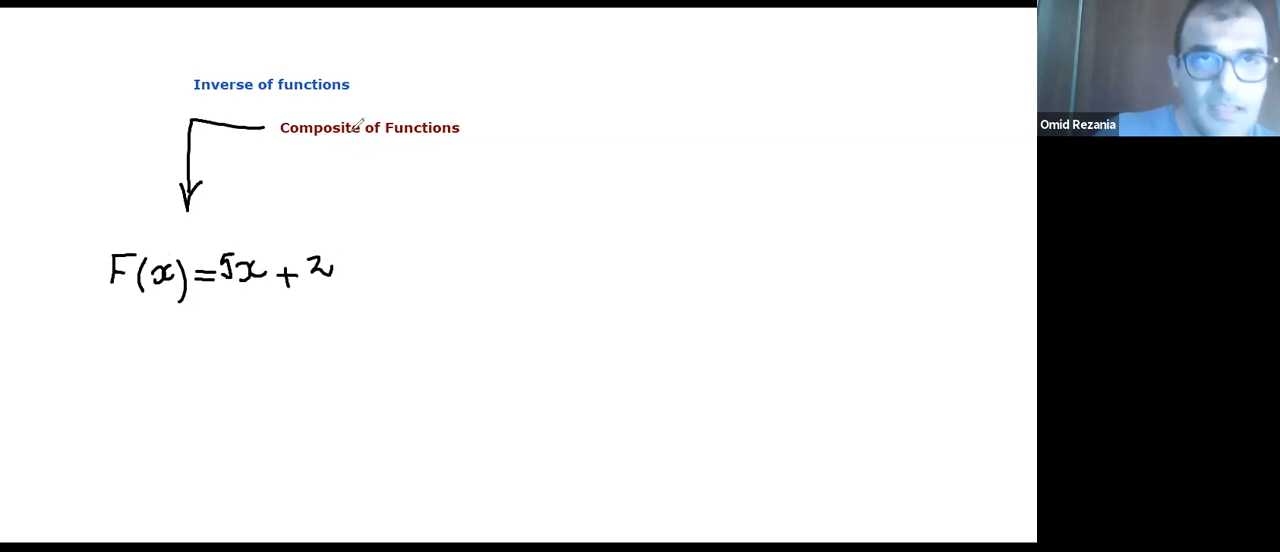 Inverse of functions
Composite of Functions
Omid Rezania
F(x)=5x + 2